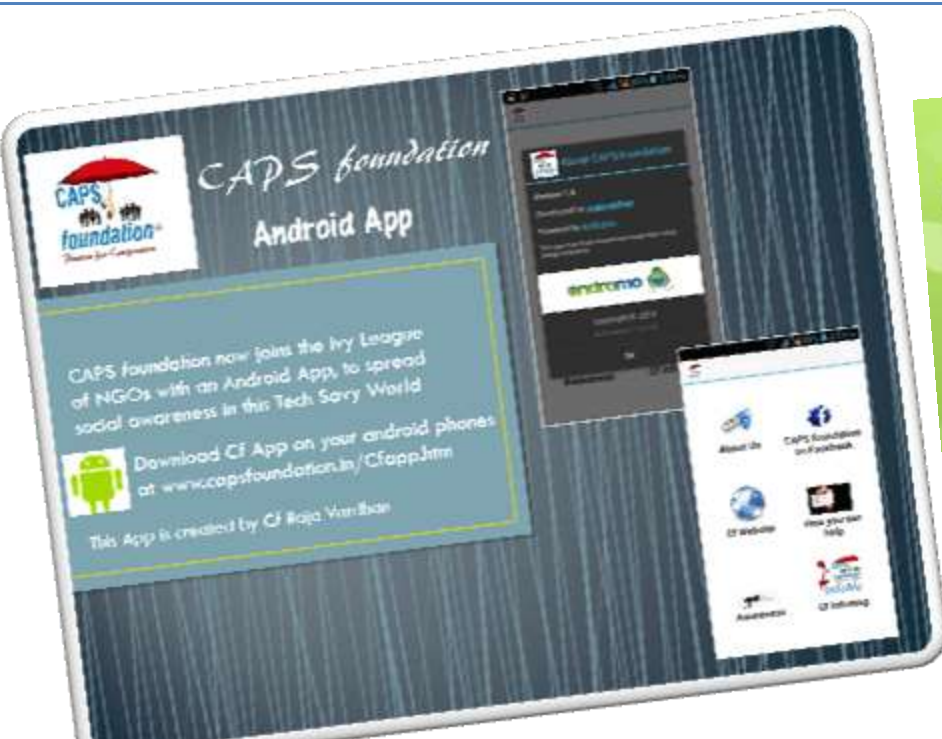 CAPS
foundation
CAPS foundation
Android App
CAPS foundation now joins the Ivy League
of NGOs with an Android App, to spread
social awareness in this Tech Savy World
Download Cf App on your android phones
at www.capsfoundation.in/Cfapp.htm
This App is created by Cf Raja Vardhan
About CAPS foundation
andromo
About Us
CAPS foundation
on Facebook
Cf Website
How you can
help
Awareness